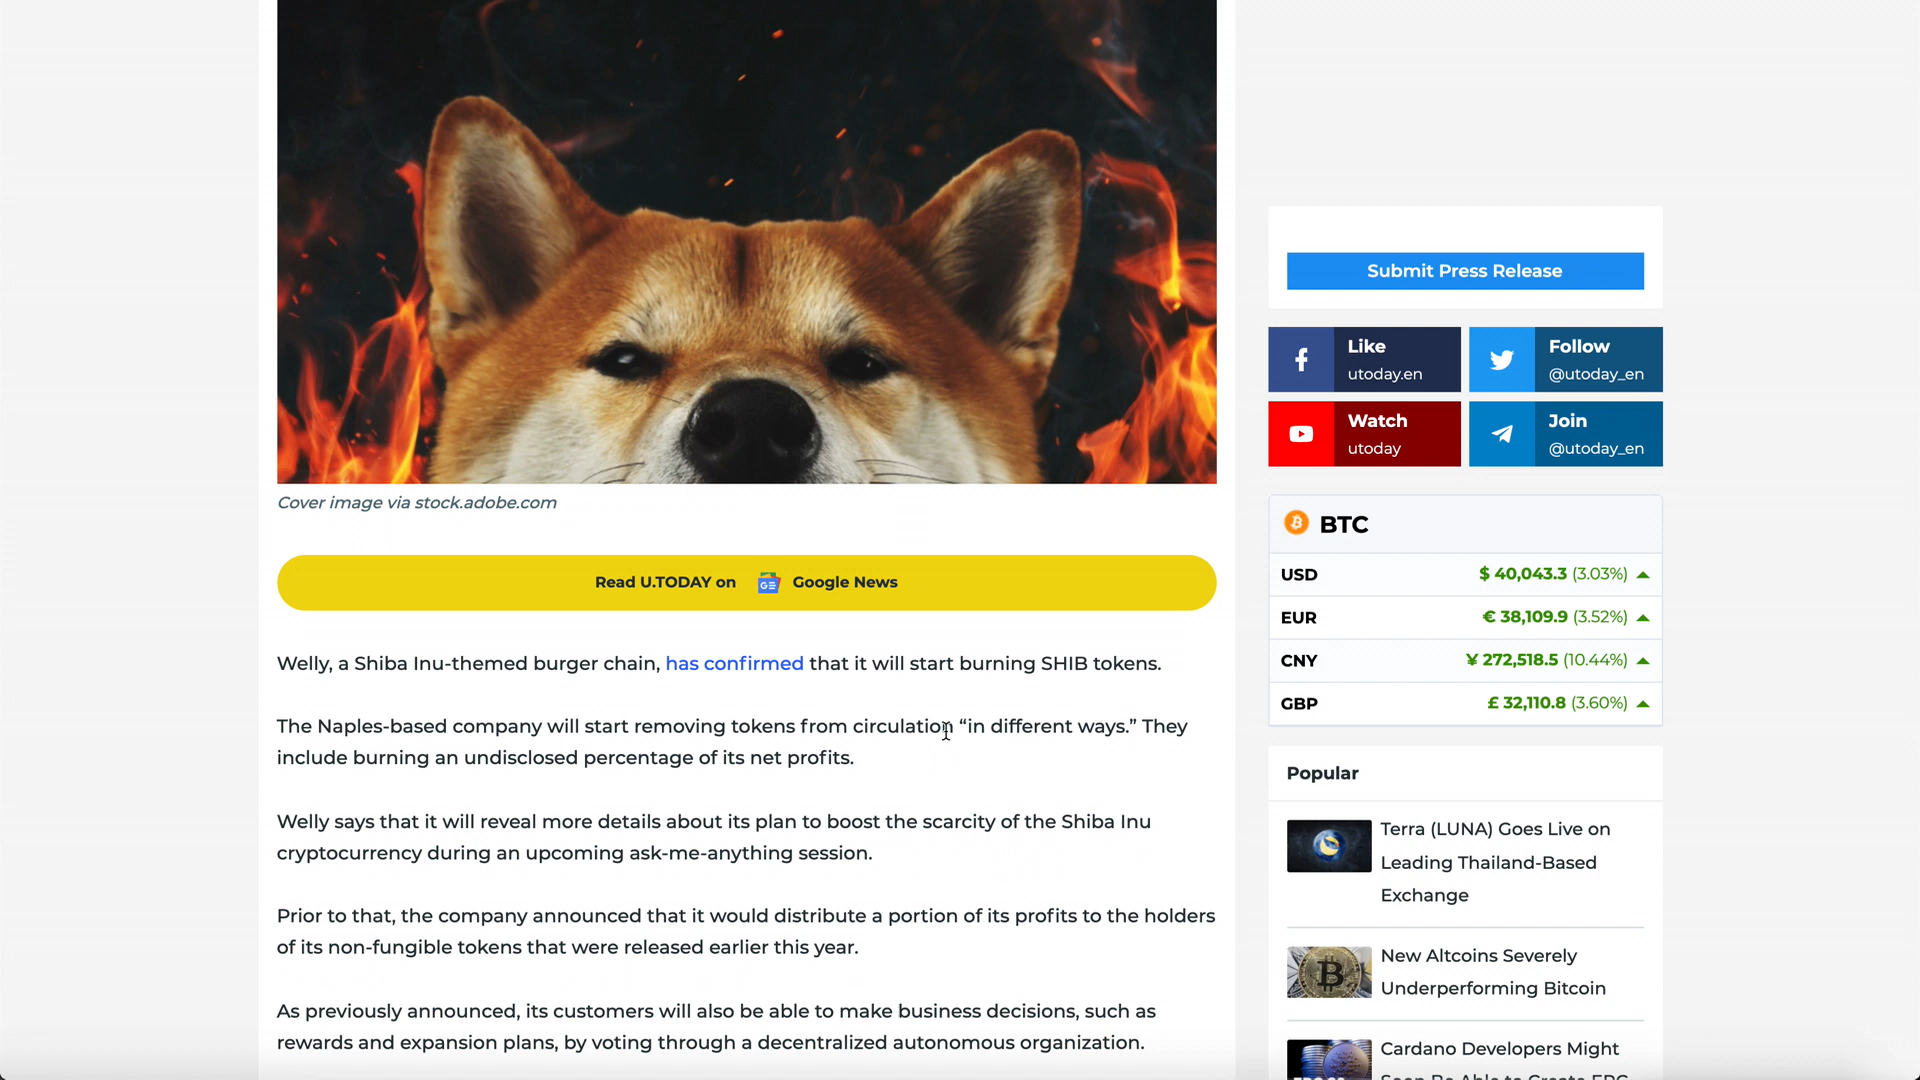 Cover image via stock.adobe.com
Read U.TODAY on Google News
Welly, a Shiba Inu-themed burger chain, has confirmed that it will start burning SHIB tokens.
The Naples-based company will start removing tokens from circulation “in different ways.” They
include burning an undisclosed percentage of its net profits.
Welly says that it will reveal more details about its plan to boost the scarcity of the Shiba Inu
cryptocurrency during an upcoming ask-me-anything session.
Prior to that, the company announced that it would distribute a portion of its profits to the holders
of its non-fungible tokens that were released earlier this year.
As previously announced, its customers will also be able to make business decisions, such as
rewards and expansion plans, by voting through a decentralized autonomous organization.
Submit Press Release
Like
utoday.en
Follow
@utoday_en
Watch
utoday
Join
@utoday_en
BTC
USD $ 40,043.3 (3.03%)
EUR € 38,109.9 (3.52%)
CNY ¥ 272,518.5 (10.44%)
GBP £ 32,110.8 (3.60%)
Popular
Terra (LUNA) Goes Live on
Leading Thailand-Based
Exchange
New Altcoins Severely
Underperforming Bitcoin
Cardano Developers Might
Soon Be Able to Create ERC